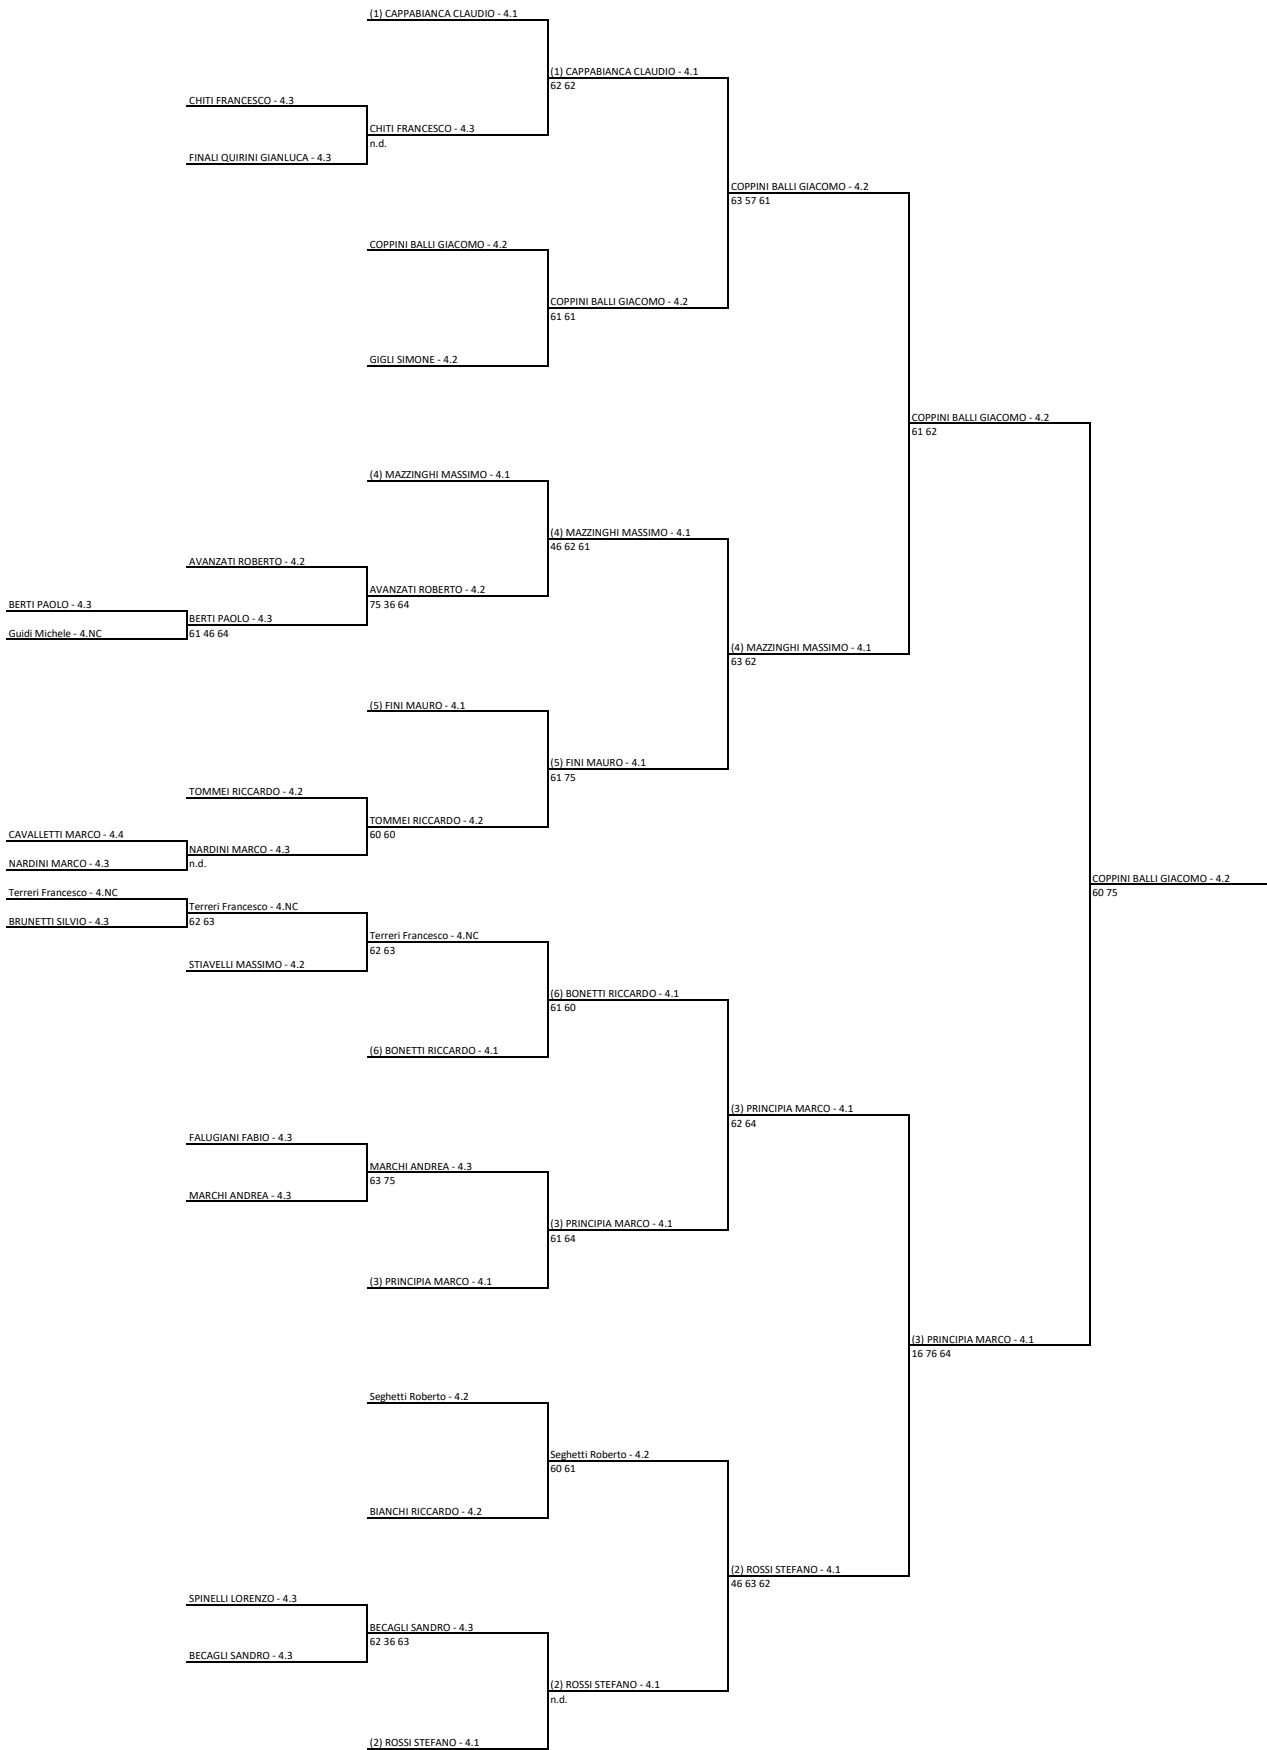 (1) CAPPABIANCA CLAUDIO - 4.1
(1) CAPPABIANCA CLAUDIO - 4.1
62 62
CHITI FRANCESCO - 4.3
CHITI FRANCESCO - 4.3
n.d.
FINALI QUIRINI GIANLUCA - 4.3
COPPINI BALLI GIACOMO - 4.2
63 57 61
COPPINI BALLI GIACOMO - 4.2
COPPINI BALLI GIACOMO - 4.2
61 61
GIGLI SIMONE - 4.2
COPPINI BALLI GIACOMO - 4.2
61 62
(4) MAZZINGHI MASSIMO - 4.1
(4) MAZZINGHI MASSIMO - 4.1
46 62 61
AVANZATI ROBERTO - 4.2
AVANZATI ROBERTO - 4.2
75 36 64
BERTI PAOLO - 4.3
BERTI PAOLO - 4.3
Guidi Michele - 4.NC
61 46 64
(4) MAZZINGHI MASSIMO - 4.1
63 62
(5) FINI MAURO - 4.1
(5) FINI MAURO - 4.1
61 75
TOMMEI RICCARDO - 4.2
TOMMEI RICCARDO - 4.2
60 60
CAVALLETTI MARCO - 4.4
NARDINI MARCO - 4.3
NARDINI MARCO - 4.3
n.d.
COPPINI BALLI GIACOMO - 4.2
60 75
Terreri Francesco - 4.NC
Terreri Francesco - 4.NC
BRUNETTI SILVIO - 4.3
62 63
Terreri Francesco - 4.NC
62 63
STIAVELLI MASSIMO - 4.2
(6) BONETTI RICCARDO - 4.1
61 60
(6) BONETTI RICCARDO - 4.1
(3) PRINCIPIA MARCO - 4.1
62 64
FALUGIANI FABIO - 4.3
MARCHI ANDREA - 4.3
63 75
MARCHI ANDREA - 4.3
(3) PRINCIPIA MARCO - 4.1
61 64
(3) PRINCIPIA MARCO - 4.1
(3) PRINCIPIA MARCO - 4.1
16 76 64
Seghetti Roberto - 4.2
Seghetti Roberto - 4.2
60 61
BIANCHI RICCARDO - 4.2
(2) ROSSI STEFANO - 4.1
46 63 62
SPINELLI LORENZO - 4.3
BECAGLI SANDRO - 4.3
62 36 63
BECAGLI SANDRO - 4.3
(2) ROSSI STEFANO - 4.1
n.d.
(2) ROSSI STEFANO - 4.1